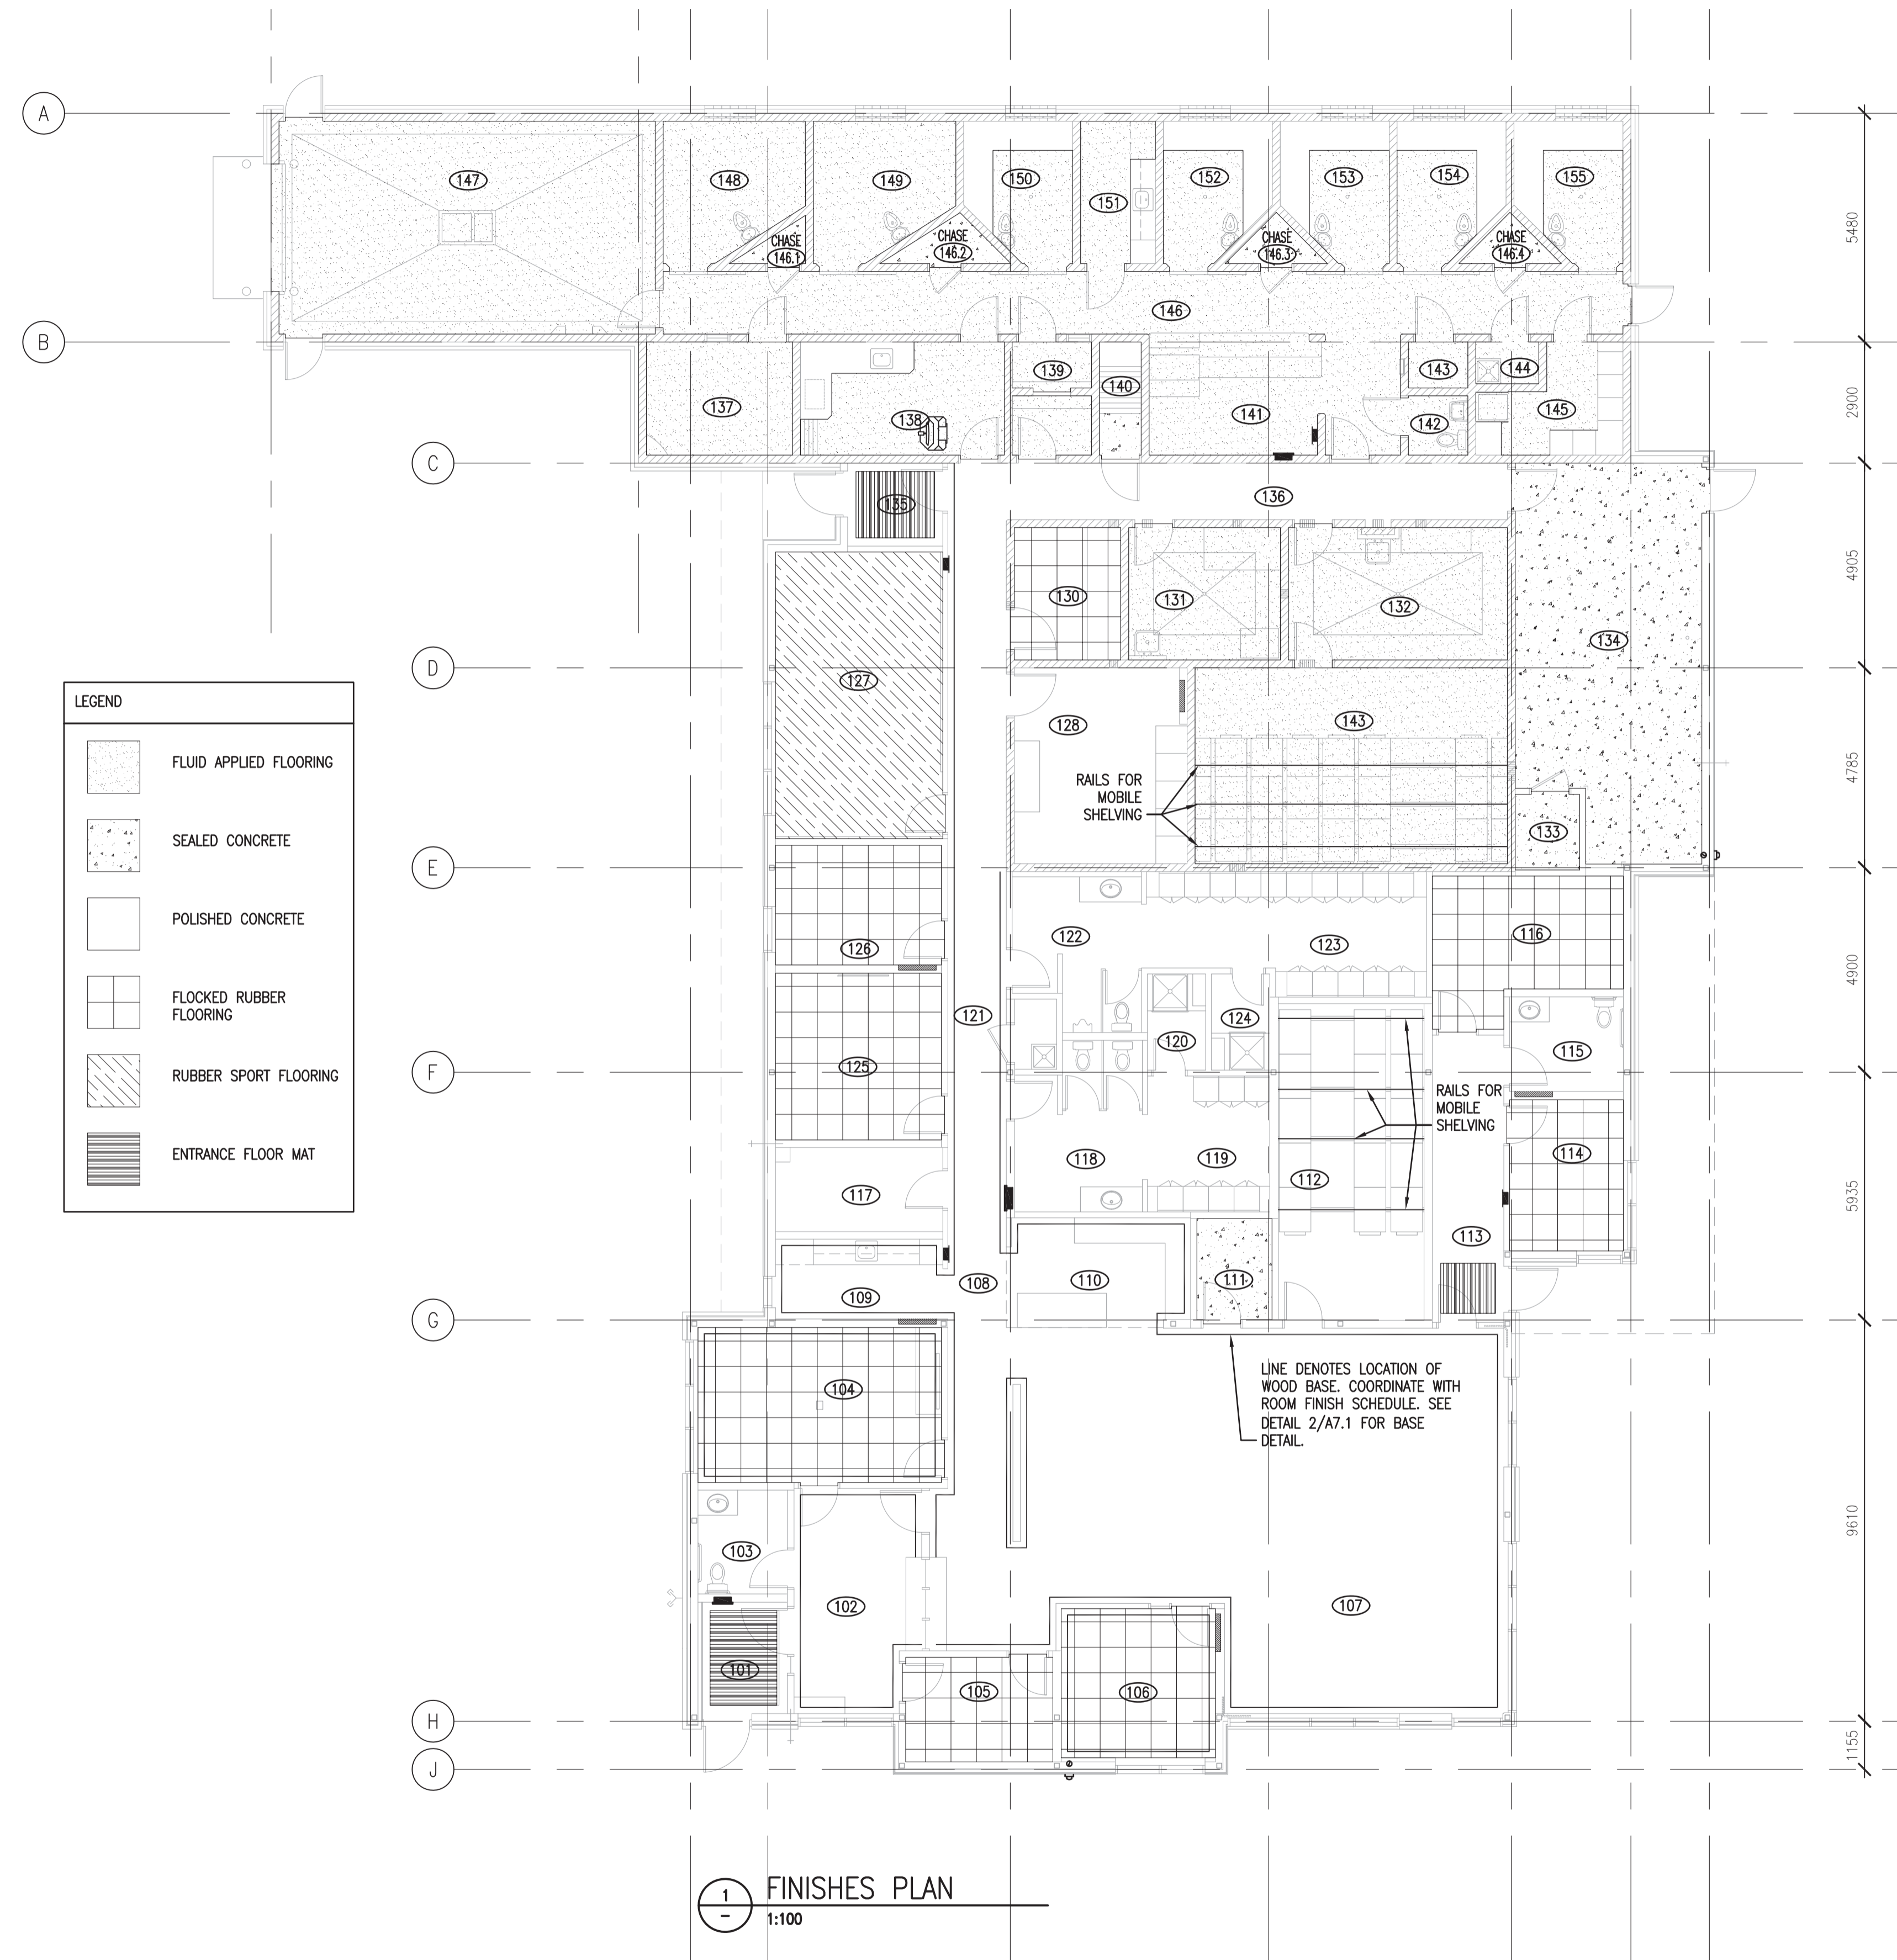 A
147
148
149
150
151
152
153
154
155
CHASE
146.1
CHASE
146.2
CHASE
146.3
CHASE
146.4
5480
146
B
137
138
139
140
141
142
143
144
145
2900
C
135
136
4905
130
131
132
134
D
127
128
143
4785
RAILS FOR
MOBILE
SHELVING
133
E
LEGEND
FLUID APPLIED FLOORING
SEALED CONCRETE
POLISHED CONCRETE
FLOCKED RUBBER
FLOORING
RUBBER SPORT FLOORING
ENTRANCE FLOOR MAT
126
122
123
116
4900
121
124
120
115
125
F
RAILS FOR
MOBILE
SHELVING
118
119
112
114
117
5935
113
108
110
111
109
G
104
LINE DENOTES LOCATION OF
WOOD BASE. COORDINATE WITH
ROOM FINISH SCHEDULE. SEE
DETAIL 2/A7.1 FOR BASE
DETAIL.
9610
103
102
107
101
105
106
H
1155
J
1
–
FINISHES PLAN
1:100